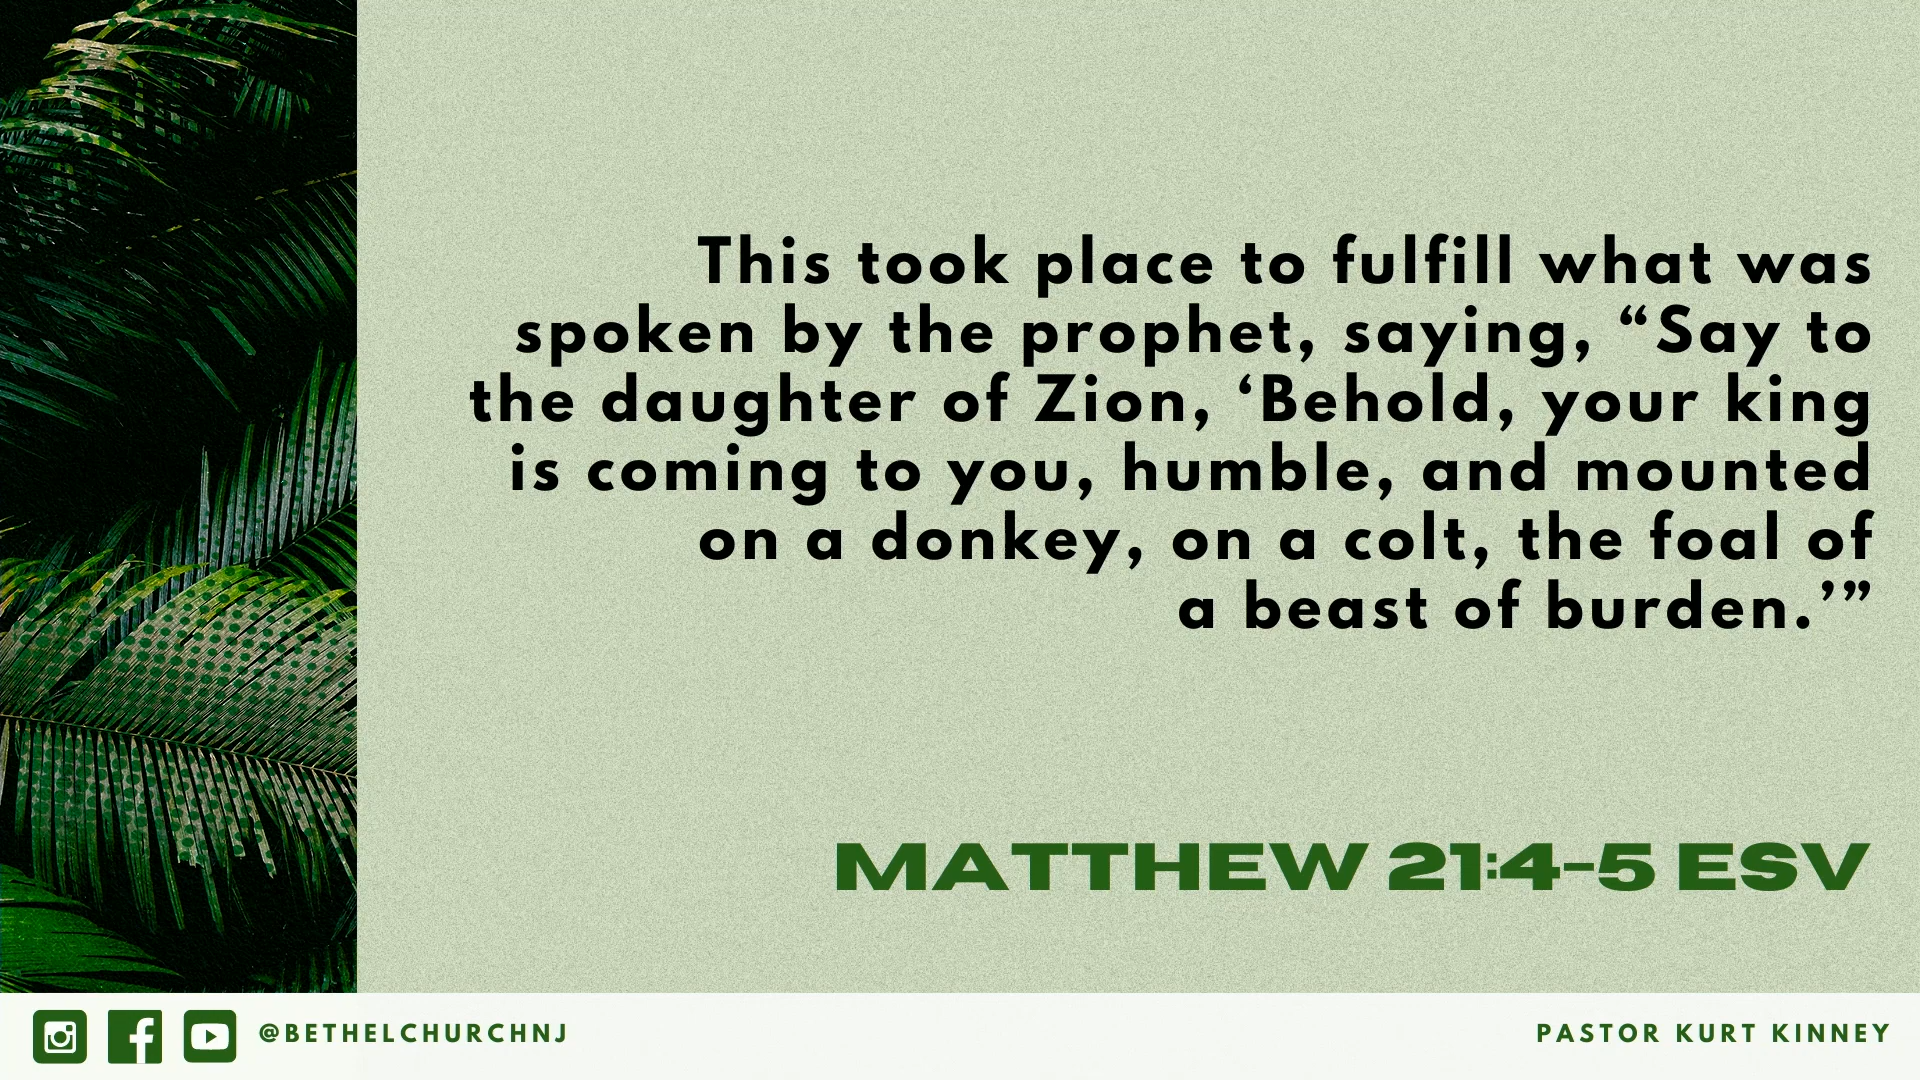 This took place to fulfill what was
spoken by the prophet, saying, “Say to
the daughter of Zion, ‘Behold, your king
is coming to you, humble, and mounted
on a donkey, on a colt, the foal of
a beast of burden.’”
MATTHEW 21:4-5 ESV
@BETHELCHURCHNJ
PASTOR KURT KINNEY